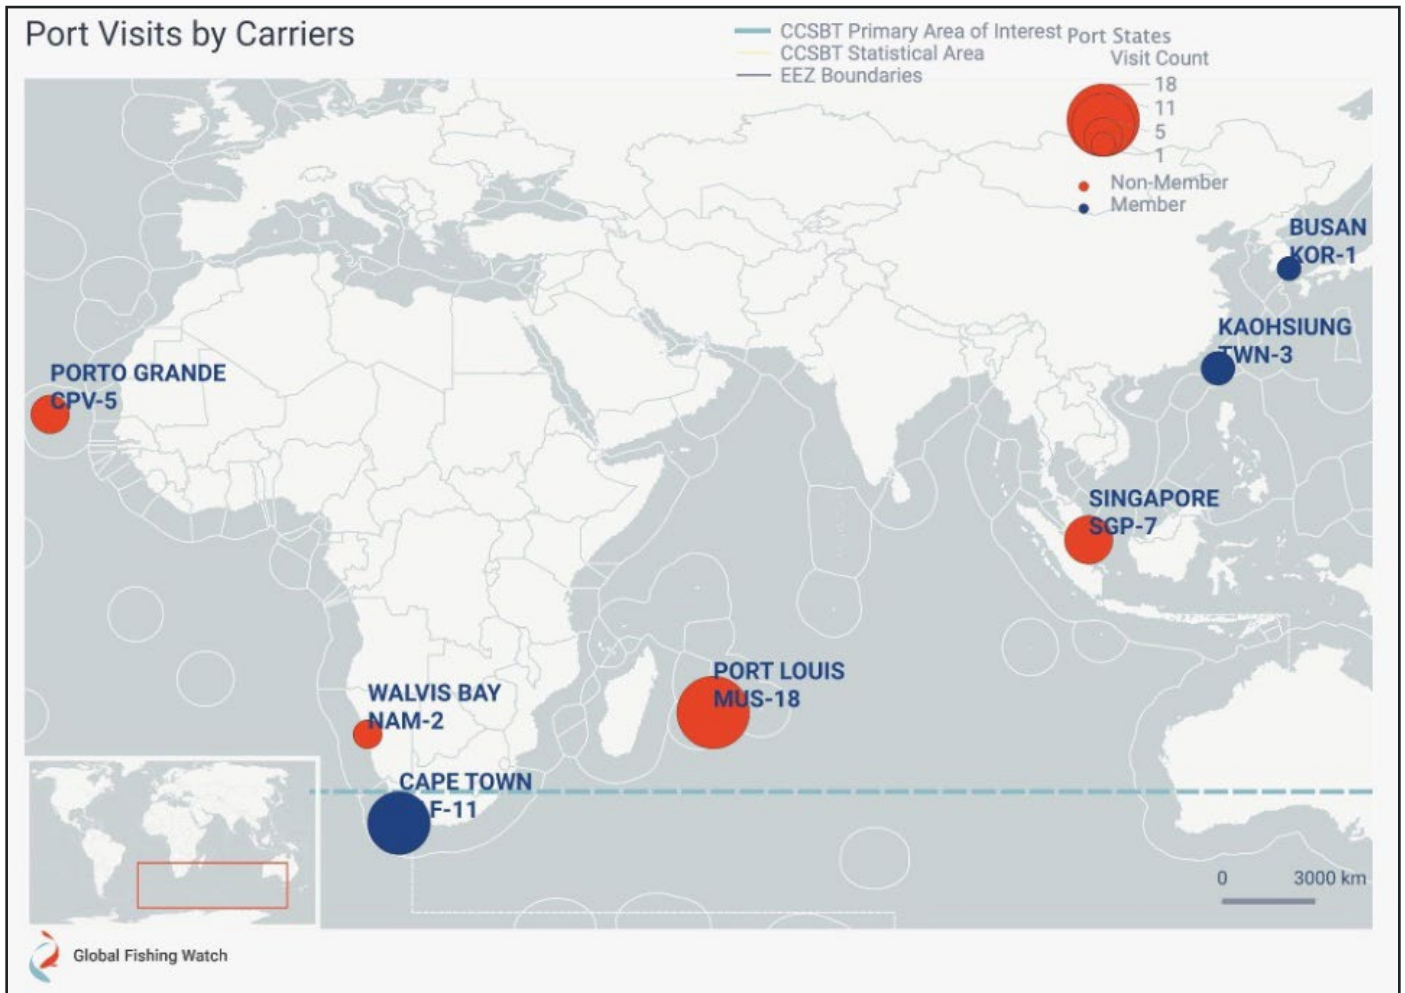 Port Visits by Carriers
CCSBT Primary Area of Interest
CCSBT Statistical Area
EEZ Boundaries
Port States
Visit Count
18
11
5
1
Non-Member
Member
BUSAN
KOR-1
KAOHSIUNG
TWN-3
PORTO GRANDE
CPV-5
SINGAPORE
SGP-7
PORT LOUIS
MUS-18
WALVIS BAY
NAM-2
CAPE TOWN
F-11
0 3000 km
Global Fishing Watch